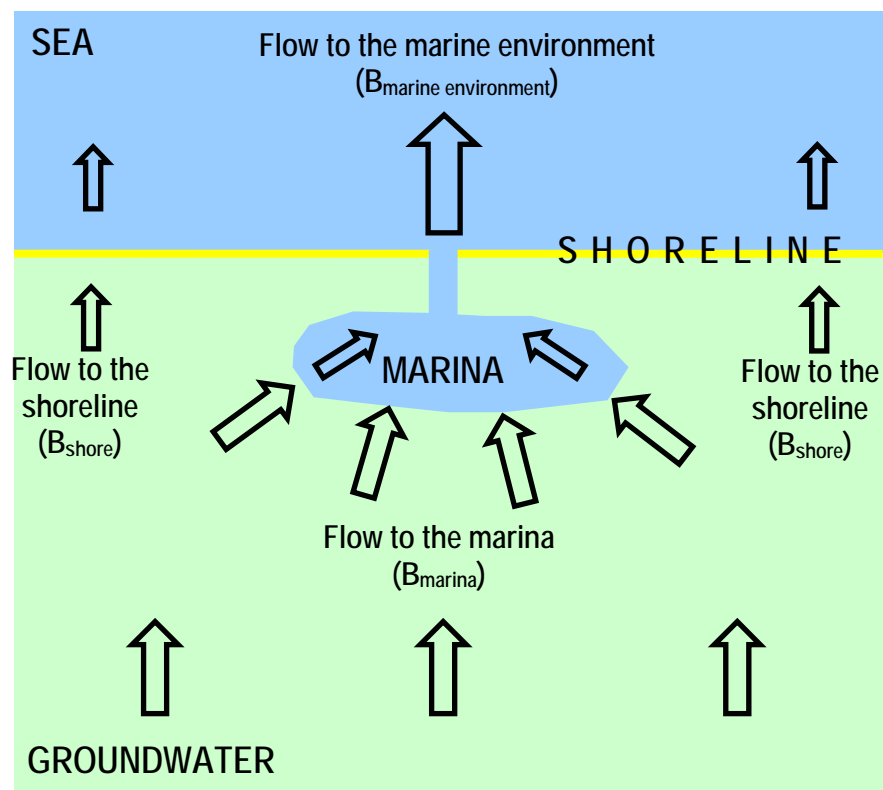 SEA
Flow to the marine environment
(Bmarine environment)
SHORELINE
MARINA
Flow to the
shoreline
(Bshore)
Flow to the
shoreline
(Bshore)
Flow to the marina
(Bmarina)
GROUNDWATER